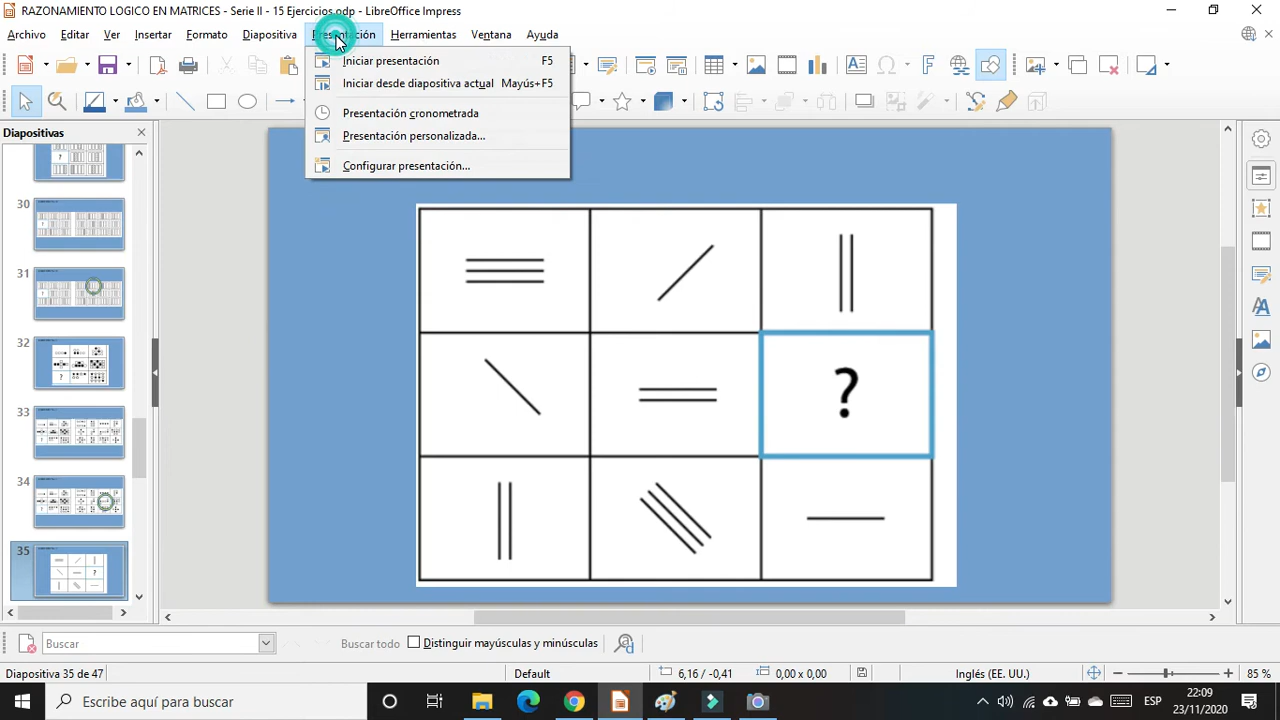 RAZONAMIENTO LOGICO EN MATRICES - Serie II - 15 Ejercicios.odp - LibreOffice Impress
Archivo Editar Ver Insertar Formato Diapositiva Presentación Herramientas Ventana Ayuda
Iniciar presentación F5
Iniciar desde diapositiva actual Mayús+F5
Presentación cronometrada
Presentación personalizada...
Configurar presentación...
Diapositivas
30
31
32
33
34
35
?
Buscar Buscar todo Distinguir mayúsculas y minúsculas
Diapositiva 35 de 47 Default 6,16 / -0,41 0,00 x 0,00 Inglés (EE. UU.) 85 %
Escribe aquí para buscar ESP 22:09
23/11/2020